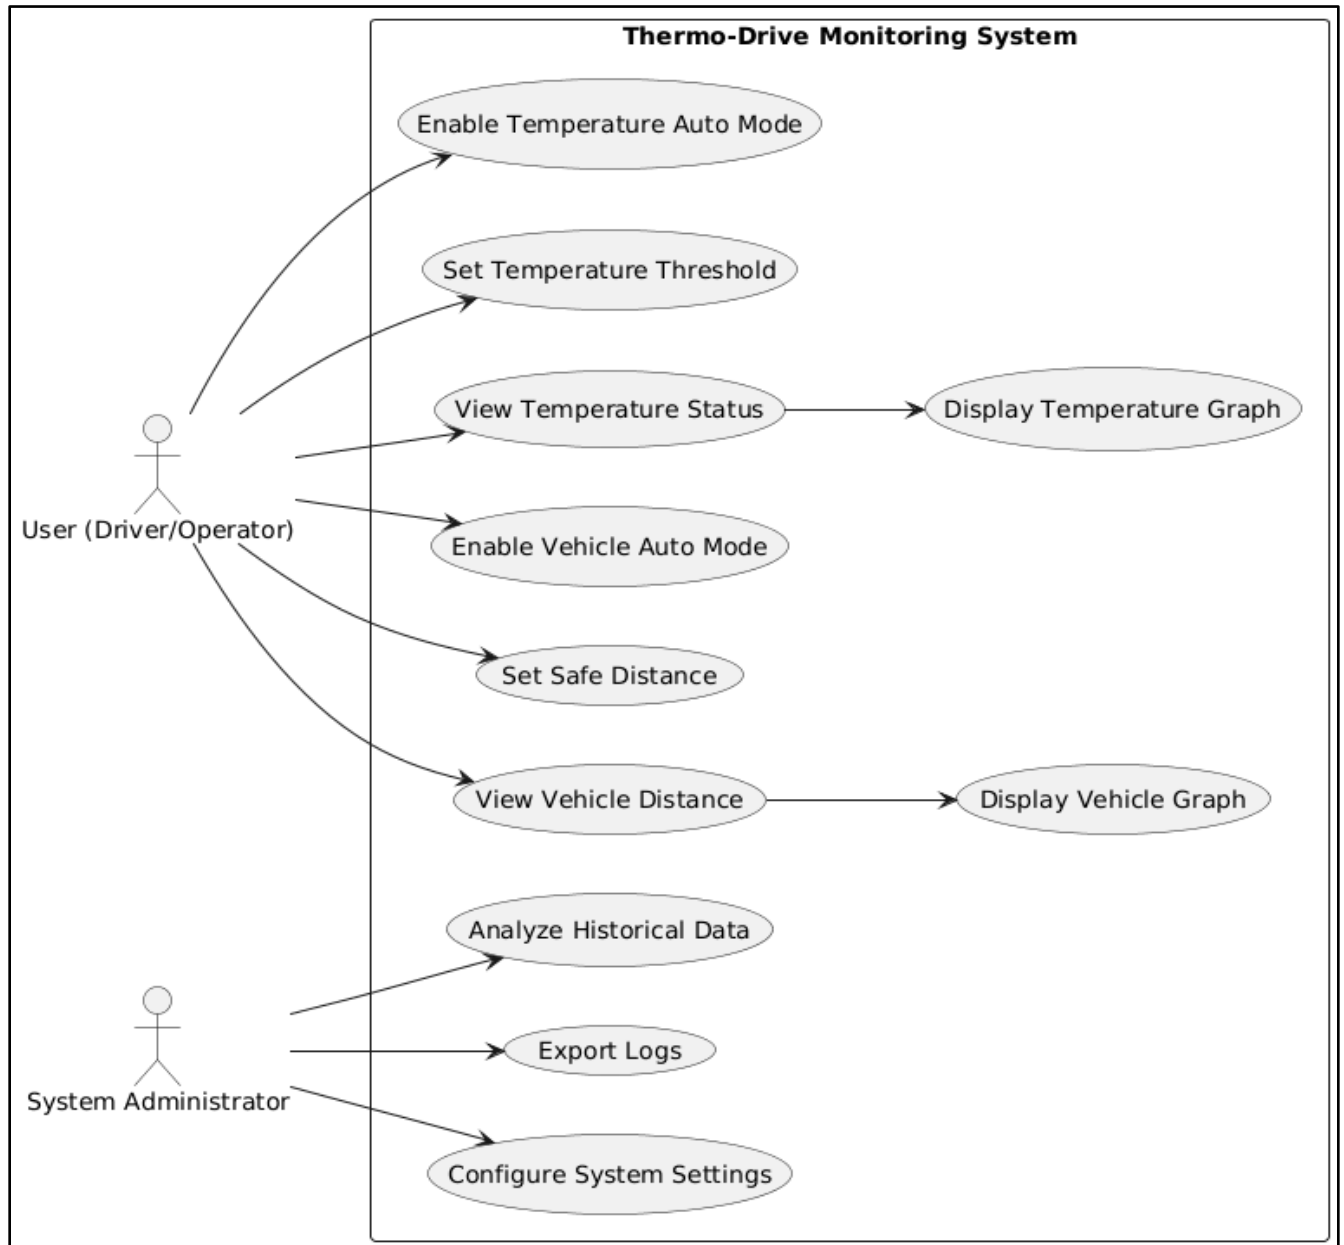 Thermo-Drive Monitoring System
Enable Temperature Auto Mode
Set Temperature Threshold
View Temperature Status
Display Temperature Graph
User (Driver/Operator)
Enable Vehicle Auto Mode
Set Safe Distance
View Vehicle Distance
Display Vehicle Graph
Analyze Historical Data
Export Logs
System Administrator
Configure System Settings